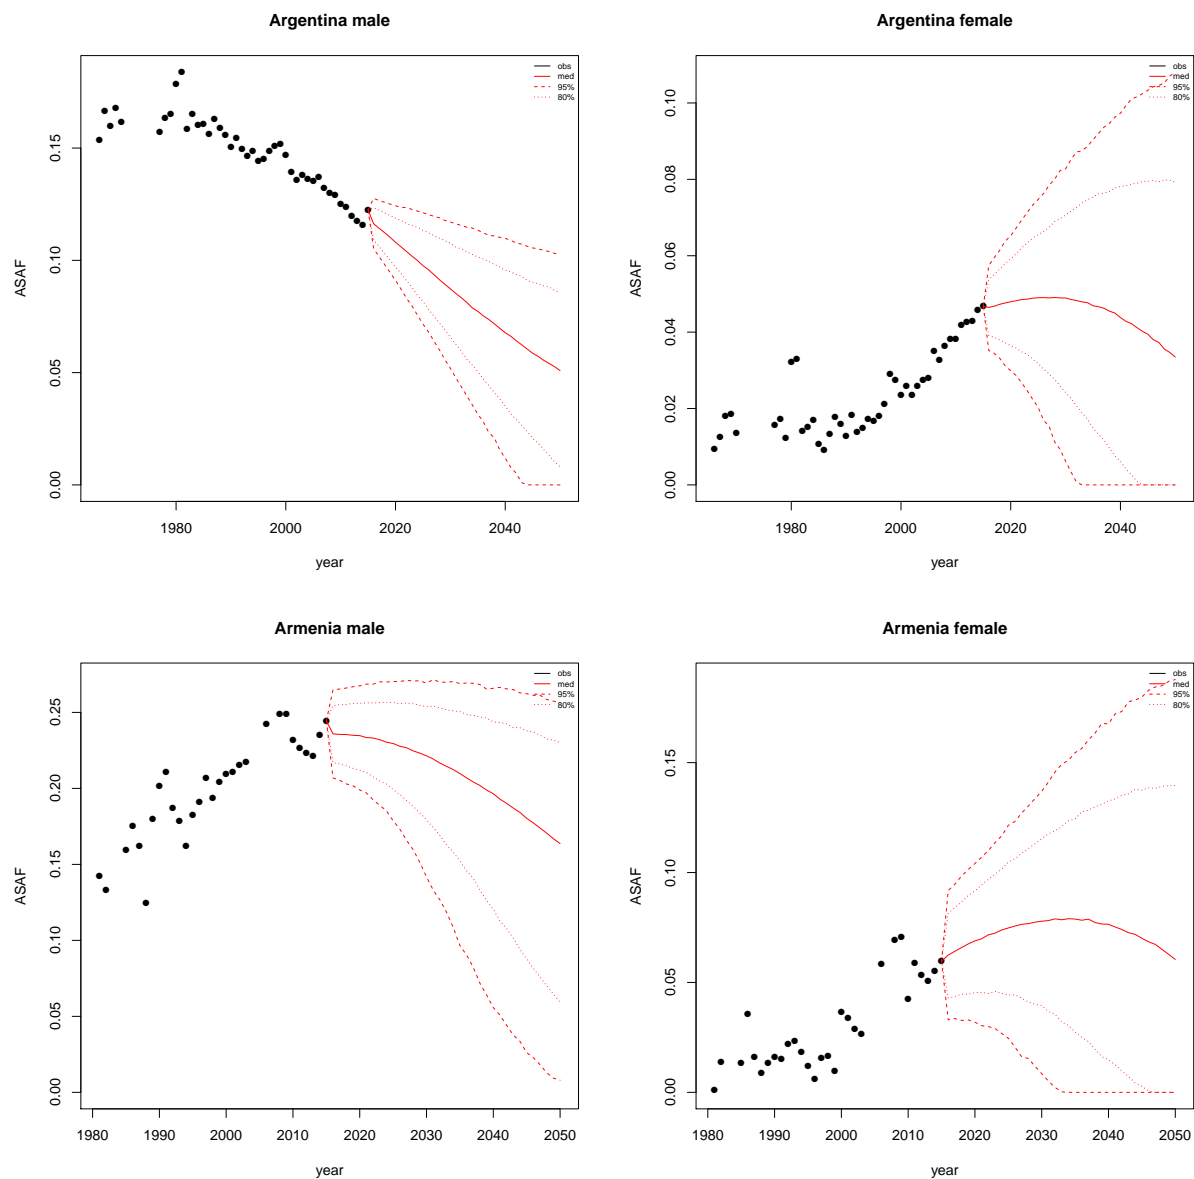 Argentina male
obs
med
95%
80%
ASAF
0.15
0.10
0.05
0.00
1980 2000 2020 2040
year
Argentina female
obs
med
95%
80%
ASAF
0.10
0.08
0.06
0.04
0.02
0.00
1980 2000 2020 2040
year
Armenia male
obs
med
95%
80%
ASAF
0.25
0.20
0.15
0.10
0.05
0.00
1980 1990 2000 2010 2020 2030 2040 2050
year
Armenia female
obs
med
95%
80%
ASAF
0.15
0.10
0.05
0.00
1980 1990 2000 2010 2020 2030 2040 2050
year